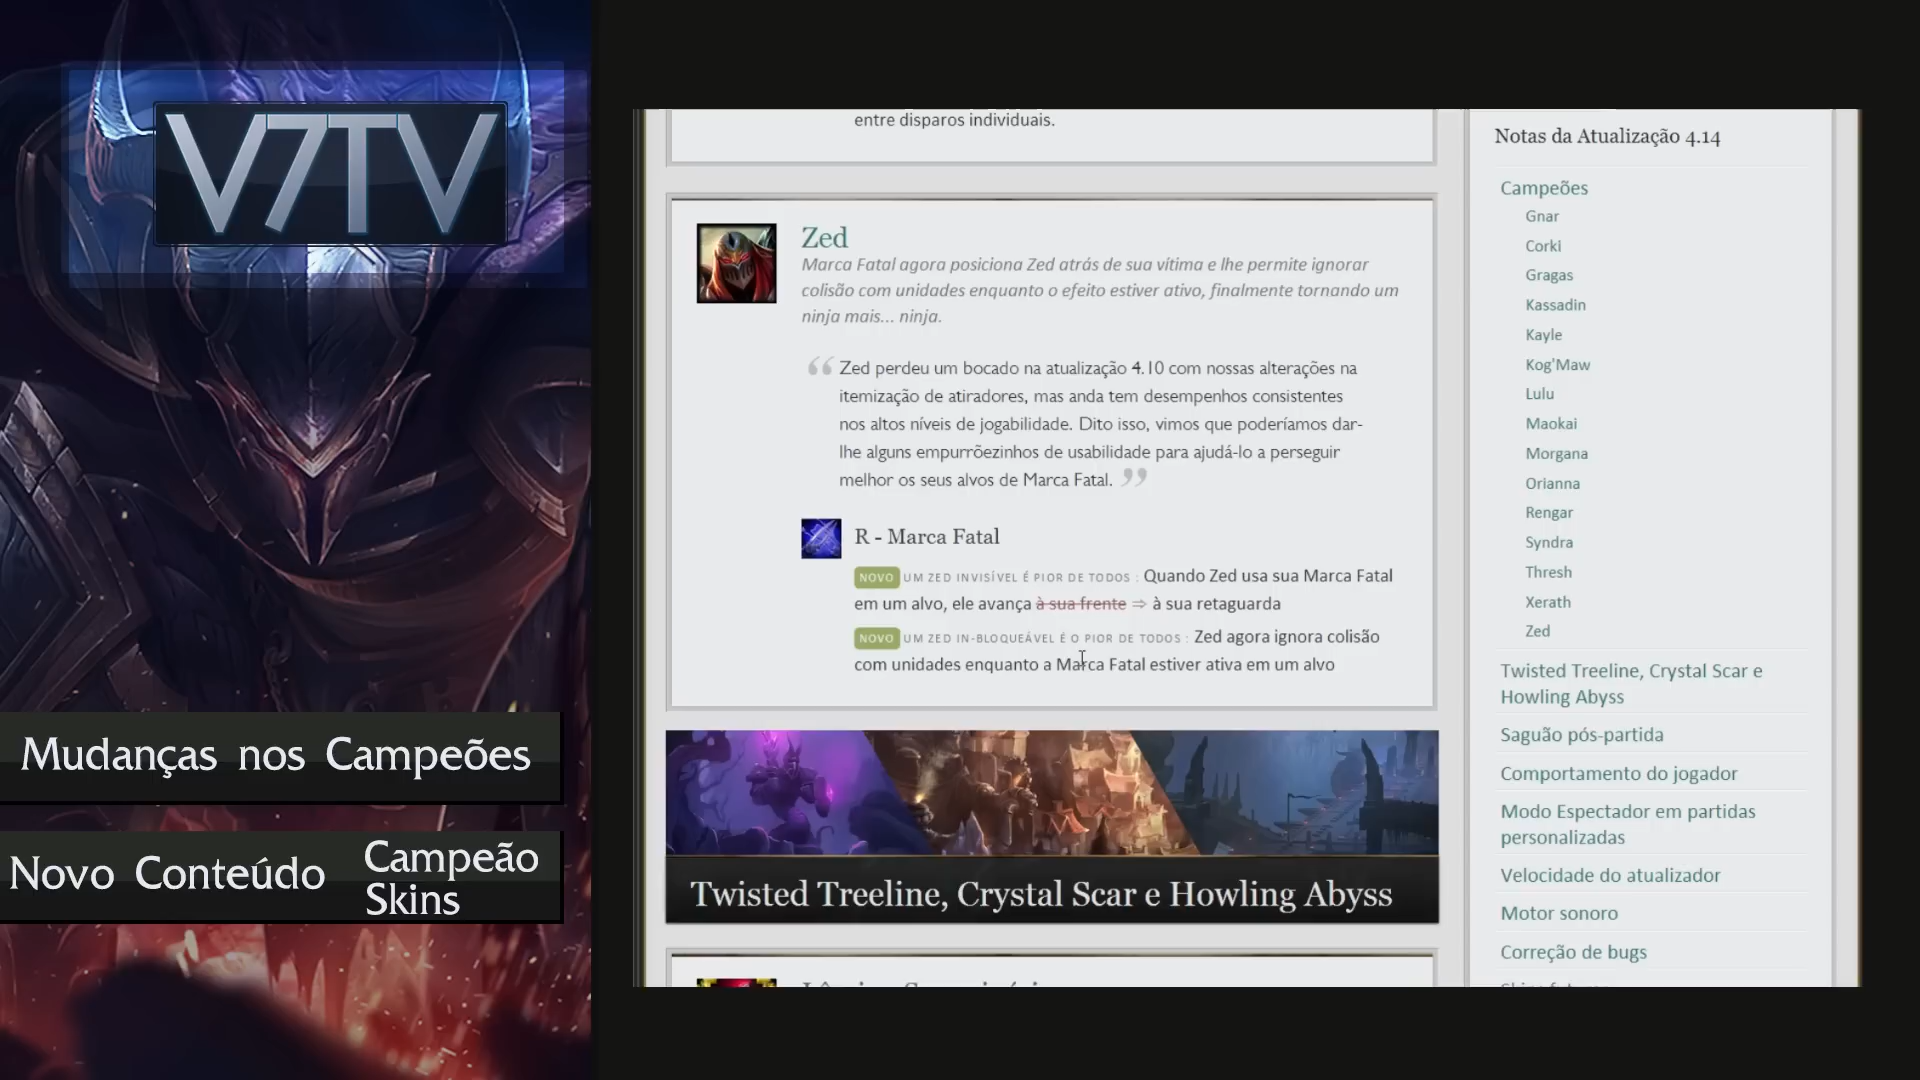 V7TV
Mudanças nos Campeões
Novo Conteúdo
Campeão
Skins
entre disparos individuais.
Zed
Marca Fatal agora posiciona Zed atrás de sua vítima e lhe permite ignorar
colisão com unidades enquanto o efeito estiver ativo, finalmente tornando um
ninja mais... ninja.
“ Zed perdeu um bocado na atualização 4.10 com nossas alterações na
itemização de atiradores, mas anda tem desempenhos consistentes
nos altos níveis de jogabilidade. Dito isso, vimos que poderíamos dar-
lhe alguns empurrõezinhos de usabilidade para ajudá-lo a perseguir
melhor os seus alvos de Marca Fatal. ”
R - Marca Fatal
NOVO UM ZED INVISÍVEL É PIOR DE TODOS : Quando Zed usa sua Marca Fatal
em um alvo, ele avança à sua frente ⇒ à sua retaguarda
NOVO UM ZED IN-BLOQUEÁVEL É O PIOR DE TODOS : Zed agora ignora colisão
com unidades enquanto a Marca Fatal estiver ativa em um alvo
Twisted Treeline, Crystal Scar e Howling Abyss
Notas da Atualização 4.14
Campeões
Gnar
Corki
Gragas
Kassadin
Kayle
Kog'Maw
Lulu
Maokai
Morgana
Orianna
Rengar
Syndra
Thresh
Xerath
Zed
Twisted Treeline, Crystal Scar e
Howling Abyss
Saguão pós-partida
Comportamento do jogador
Modo Espectador em partidas
personalizadas
Velocidade do atualizador
Motor sonoro
Correção de bugs